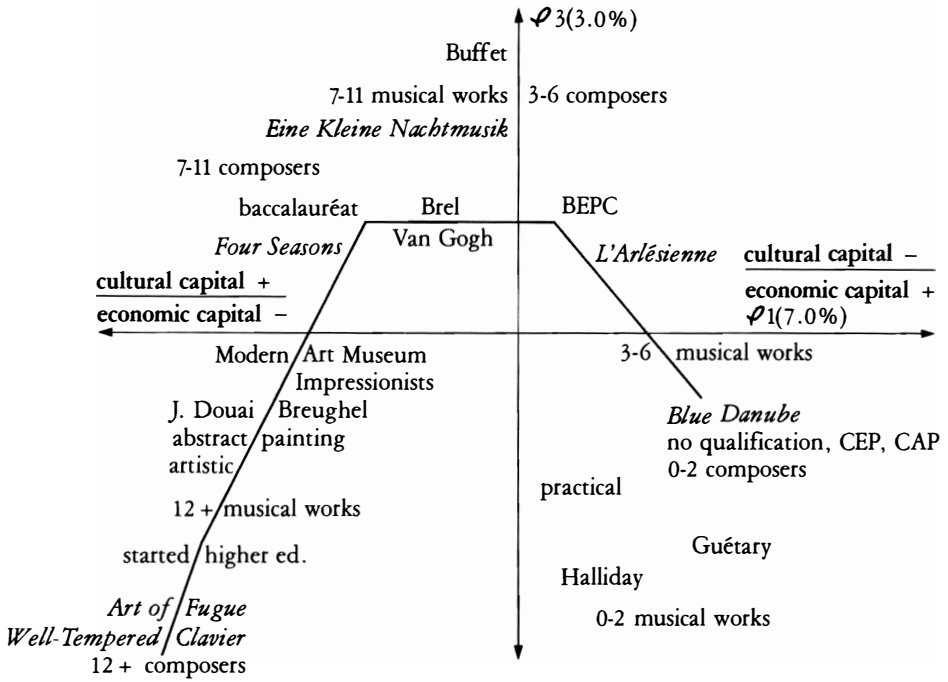 𝓅 3(3.0%)
Buffet
7-11 musical works 3-6 composers
Eine Kleine Nachtmusik
7-11 composers
baccalauréat Brel BEPC
Four Seasons Van Gogh L'Arlésienne
cultural capital +
economic capital –
cultural capital –
economic capital +
𝓅 1(7.0%)
Modern Art Museum
3-6 musical works
Impressionists
J. Douai Breughel
abstract painting
artistic
Blue Danube
no qualification, CEP, CAP
0-2 composers
practical
12 + musical works
started higher ed.
Guétary
Halliday
0-2 musical works
Art of Fugue
Well-Tempered Clavier
12 + composers